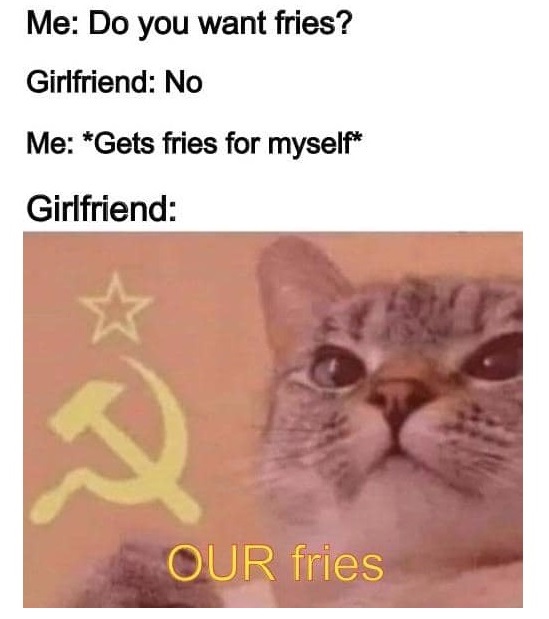 Me: Do you want fries?
Girlfriend: No
Me: *Gets fries for myself*
Girlfriend:
OUR fries